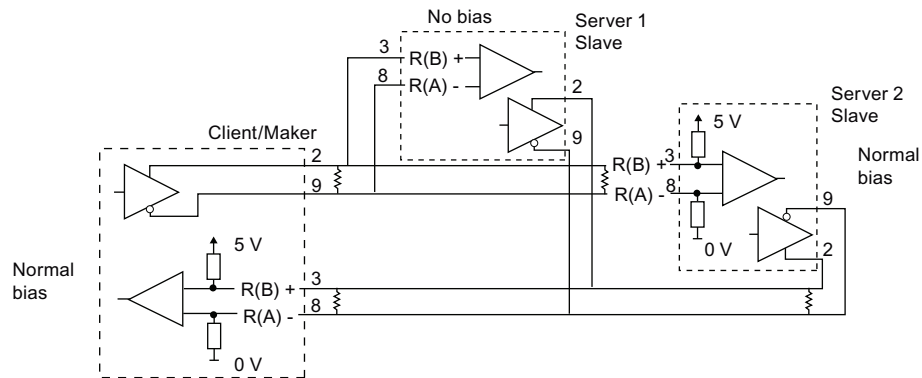 No bias
Server 1
Slave
3
R(B) +
8
R(A) -
2
9
Server 2
Slave
5 V
Normal
bias
Client/Maker
2
9
R(B) +
3
R(A) -
8
0 V
9
2
Normal
bias
5 V
R(B) +
3
R(A) -
8
0 V